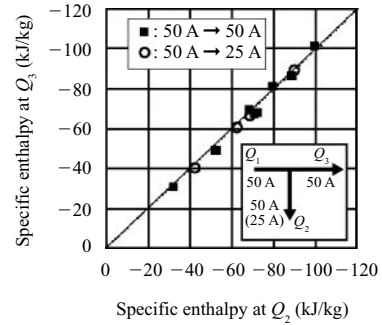 −120
−100
−80
−60
−40
−20
0
Specific enthalpy at Q3 (kJ/kg)
■ : 50 A → 50 A
○ : 50 A → 25 A
Q1 Q3
50 A 50 A
50 A
(25 A) Q2
0 −20 −40 −60 −80 −100 −120
Specific enthalpy at Q2 (kJ/kg)